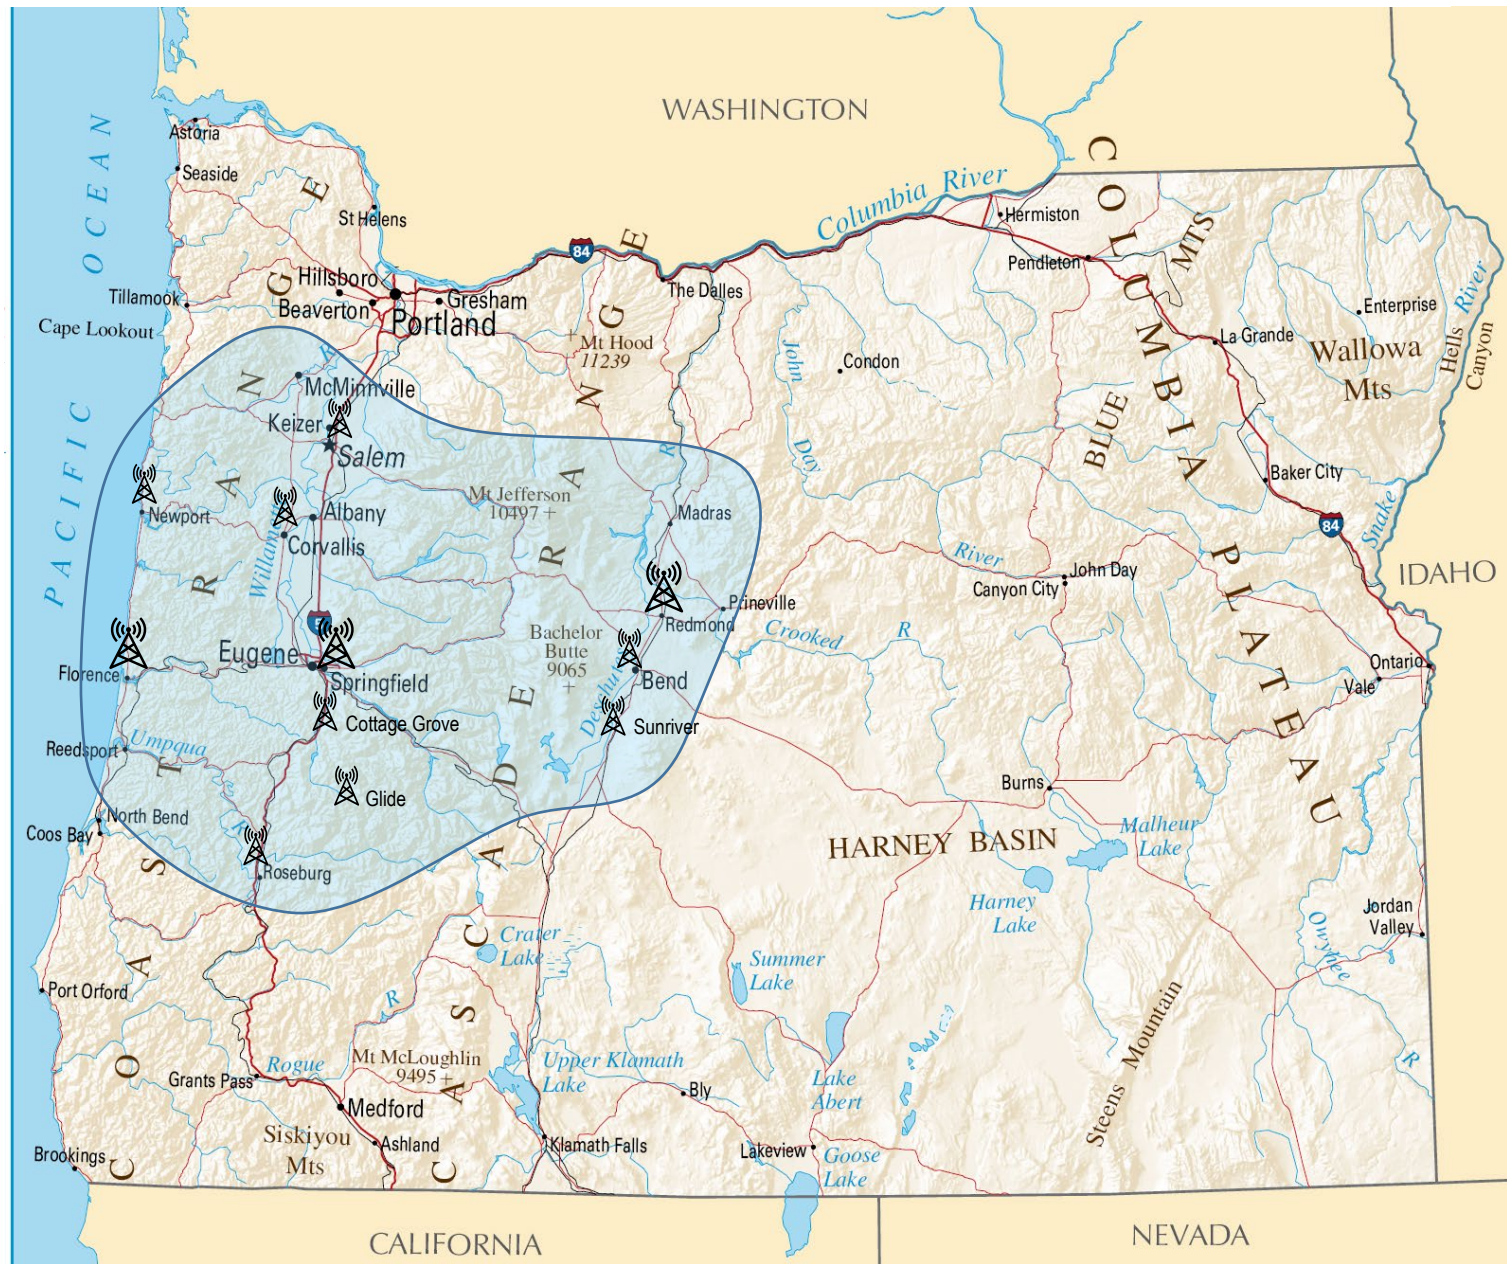 WASHINGTON
PACIFIC OCEAN
Astoria
Seaside
St Helens
Columbia River
Hermiston
Pendleton
84
The Dalles
Hillsboro
Beaverton
Gresham
Portland
Tillamook
Cape Lookout
Mt Hood
11239
John Day
Condon
La Grande
Enterprise
Wallowa
Mts
Hells Canyon
River
BLUE MTS
COLUMBIA PLATEAU
COAST RANGE
CASCADE RANGE
R
McMinnville
Keizer
Salem
Newport
Albany
Corvallis
Mt Jefferson
10497
R
Madras
Baker City
84
Snake
IDAHO
River
John Day
Canyon City
Prineville
Redmond
Crooked R
Bachelor
Butte
9065
5
Eugene
Springfield
Florence
Bend
Ontario
Vale
Cottage Grove
Sunriver
Reedsport
Umpqua
R
Glide
North Bend
Coos Bay
Roseburg
Burns
HARNEY BASIN
Malheur
Lake
Harney
Lake
Jordan
Valley
Owyhee
R
Crater
Lake
Summer
Lake
Port Orford
Steens Mountain
Rogue
R
Grants Pass
Mt McLoughlin
9495
Upper Klamath
Lake
Bly
Lake
Abert
Medford
Siskiyou
Mts
Ashland
Klamath Falls
Lakeview
Goose
Lake
Brookings
CALIFORNIA
NEVADA